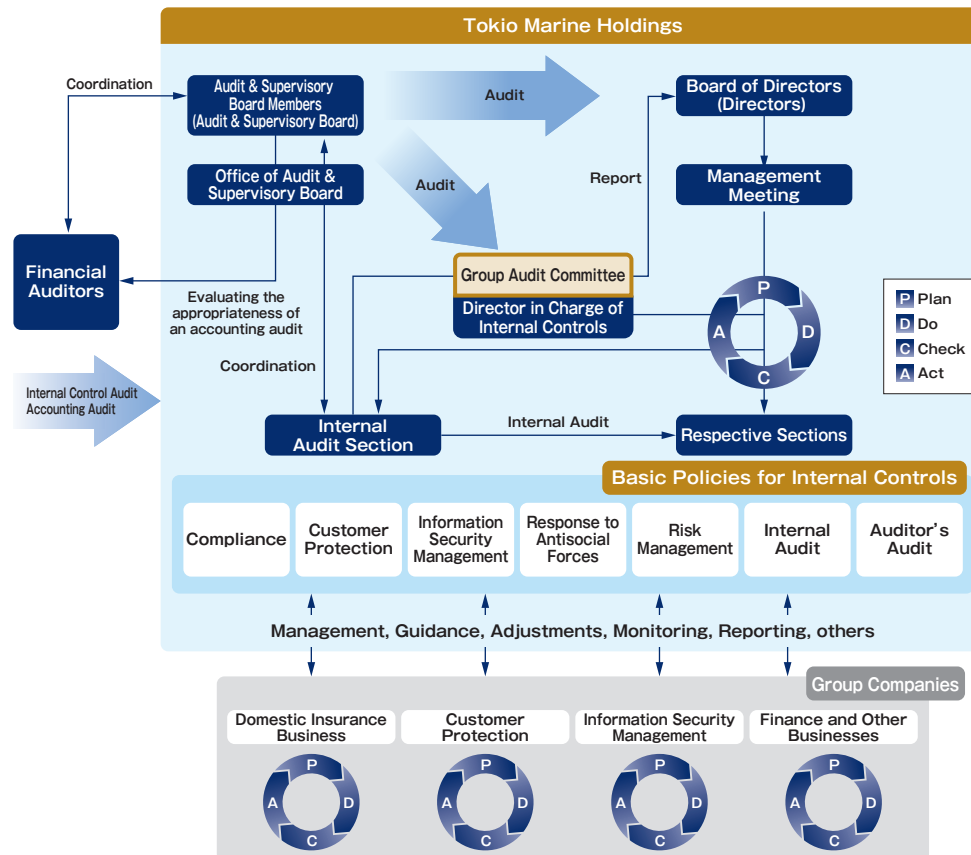 Tokio Marine Holdings
Coordination
Audit & Supervisory
Board Members
(Audit & Supervisory Board)
Audit
Board of Directors
(Directors)
Office of Audit &
Supervisory Board
Audit
Report
Management
Meeting
Financial
Auditors
Group Audit Committee
Director in Charge of
Internal Controls
Evaluating the
appropriateness of
an accounting audit
Coordination
P
D
C
A
P Plan
D Do
C Check
A Act
Internal Control Audit
Accounting Audit
Internal
Audit Section
Internal Audit
Respective Sections
Basic Policies for Internal Controls
Compliance
Customer
Protection
Information
Security
Management
Response to
Antisocial
Forces
Risk
Management
Internal
Audit
Auditor's
Audit
Management, Guidance, Adjustments, Monitoring, Reporting, others
Group Companies
Domestic Insurance
Business
Customer
Protection
Information Security
Management
Finance and Other
Businesses
P
D
C
A
P
D
C
A
P
D
C
A
P
D
C
A